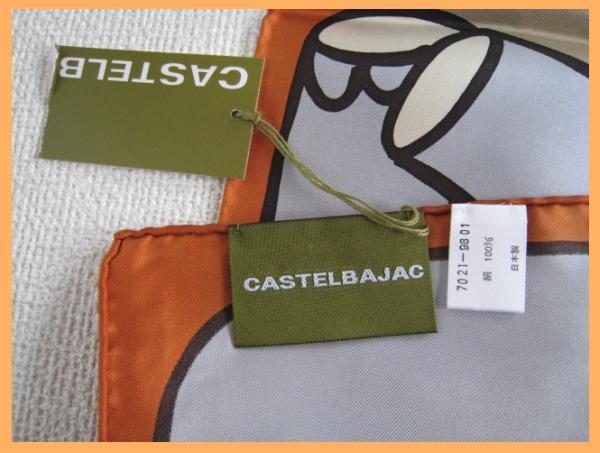 CASTELB
CASTELBAJAC
7021-9801
絹 100%
日本製